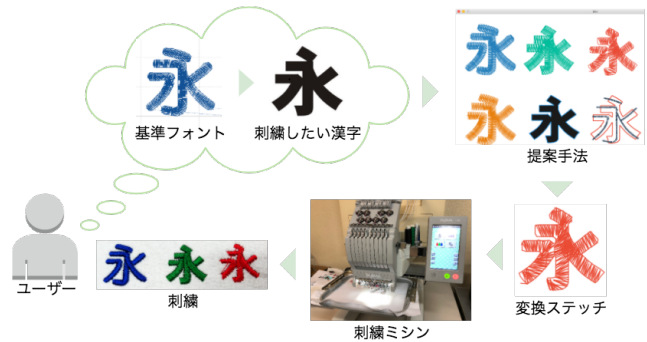 永 永
基準フォント 刺繍したい漢字
永 永 永
永 永 永
提案手法
永
変換ステッチ
刺繍ミシン
永 永 永
刺繍
ユーザー